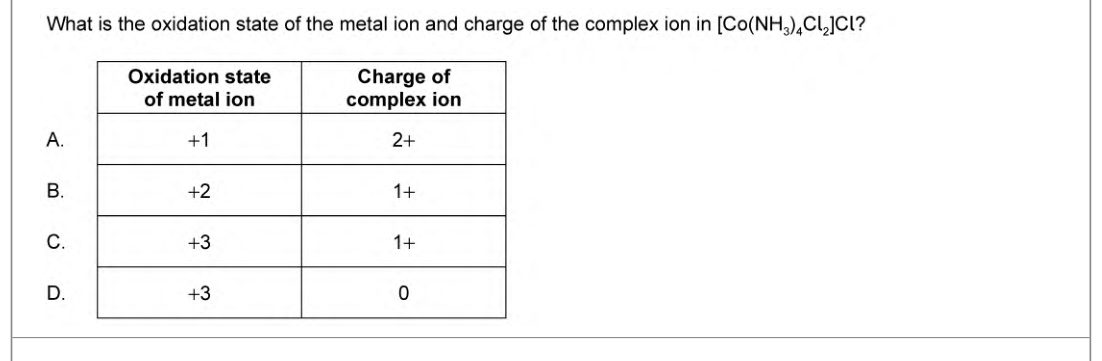 What is the oxidation state of the metal ion and charge of the complex ion in [Co(NH₃)₄Cl₂]Cl?
Oxidation state of metal ion Charge of complex ion
A. +1 2+
B. +2 1+
C. +3 1+
D. +3 0